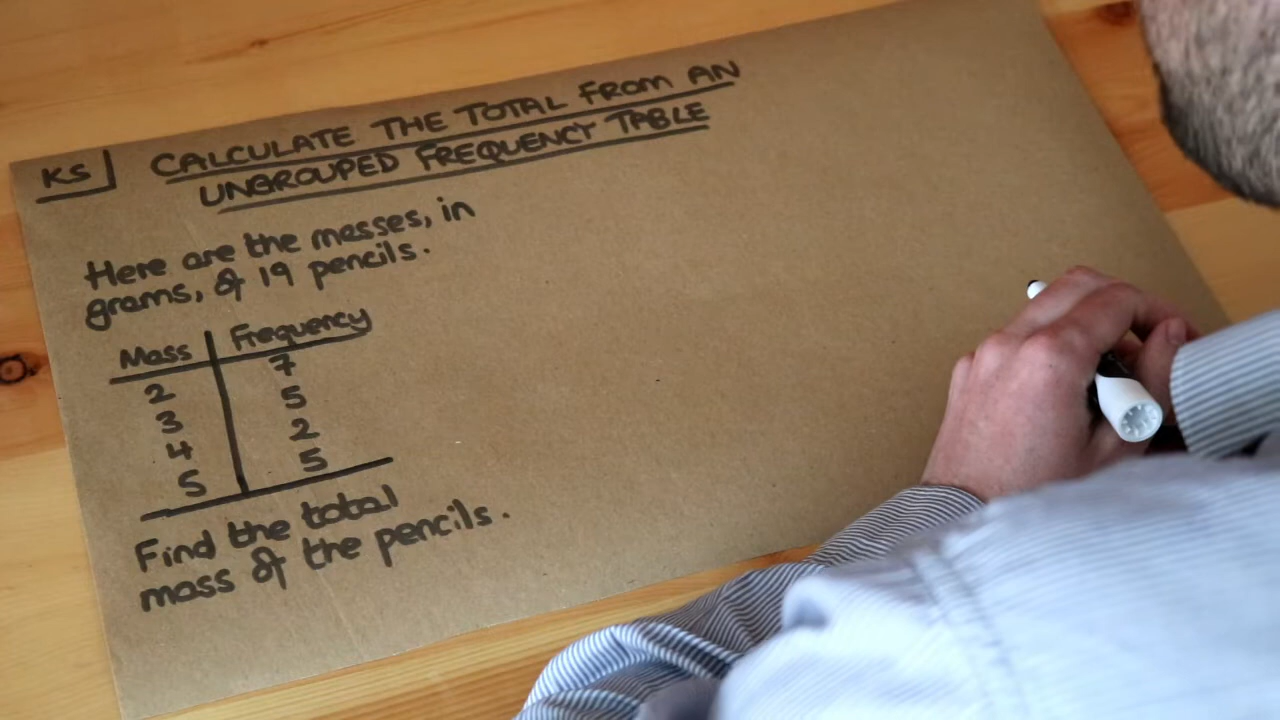 KS
CALCULATE THE TOTAL FROM AN
UNGROUPED FREQUENCY TABLE
Here are the masses, in
grams, of 19 pencils.
Mass Frequency
2 7
3 5
4 2
5 5
Find the total
mass of the pencils.